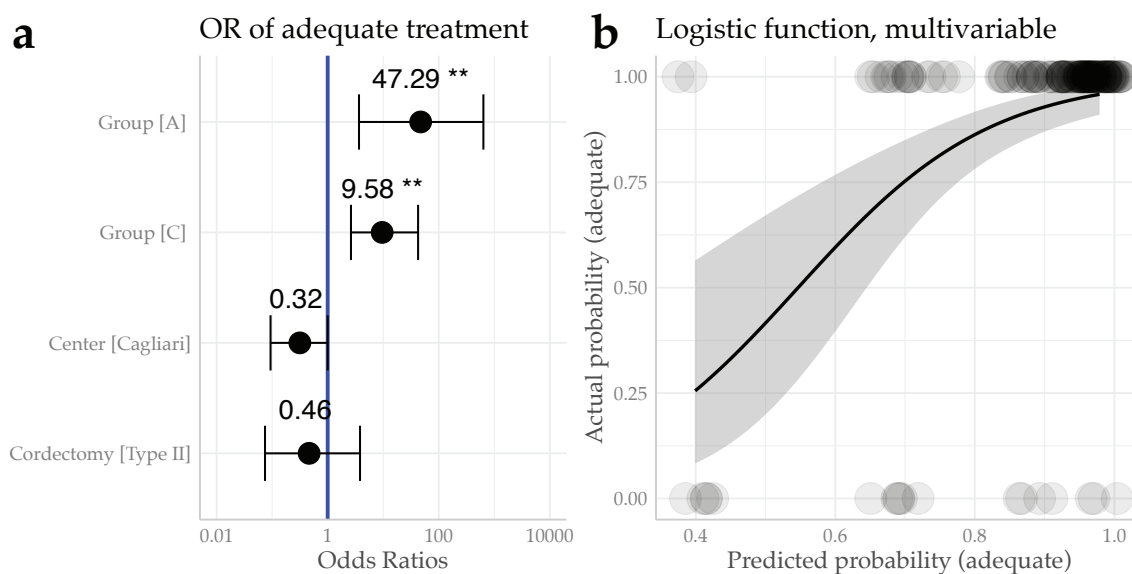 a
OR of adequate treatment
47.29 **
Group [A]
9.58 **
Group [C]
0.32
Center [Cagliari]
0.46
Cordectomy [Type II]
0.01
1
100
10000
Odds Ratios
b
Logistic function, multivariable
Actual probability (adequate)
1.00
0.75
0.50
0.25
0.00
0.4
0.6
0.8
1.0
Predicted probability (adequate)